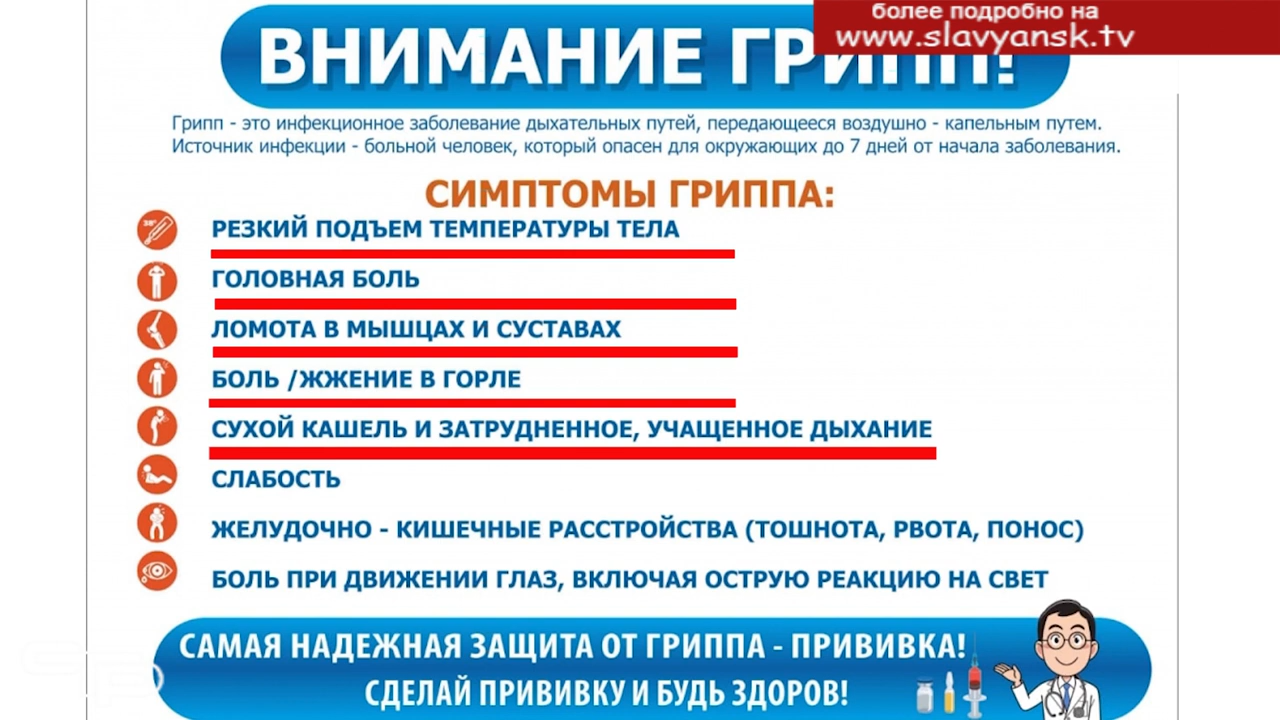 более подробно на
www.slavyansk.tv
ВНИМАНИЕ ГРИПП!
Грипп - это инфекционное заболевание дыхательных путей, передающееся воздушно - капельным путем.
Источник инфекции - больной человек, который опасен для окружающих до 7 дней от начала заболевания.
СИМПТОМЫ ГРИППА:
38°
РЕЗКИЙ ПОДЪЕМ ТЕМПЕРАТУРЫ ТЕЛА
ГОЛОВНАЯ БОЛЬ
ЛОМОТА В МЫШЦАХ И СУСТАВАХ
БОЛЬ /ЖЖЕНИЕ В ГОРЛЕ
СУХОЙ КАШЕЛЬ И ЗАТРУДНЕННОЕ, УЧАЩЕННОЕ ДЫХАНИЕ
СЛАБОСТЬ
ЖЕЛУДОЧНО - КИШЕЧНЫЕ РАССТРОЙСТВА (ТОШНОТА, РВОТА, ПОНОС)
БОЛЬ ПРИ ДВИЖЕНИИ ГЛАЗ, ВКЛЮЧАЯ ОСТРУЮ РЕАКЦИЮ НА СВЕТ
САМАЯ НАДЕЖНАЯ ЗАЩИТА ОТ ГРИППА - ПРИВИВКА!
СДЕЛАЙ ПРИВИВКУ И БУДЬ ЗДОРОВ!